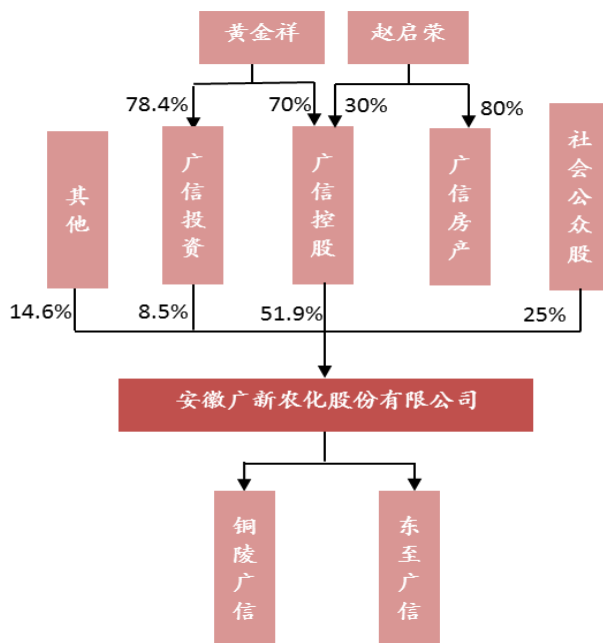 黄金祥
赵启荣
78.4%
70%
30%
80%
其他
广信投资
广信控股
广信房产
社会公众股
14.6%
8.5%
51.9%
25%
安徽广新农化股份有限公司
铜陵广信
东至广信